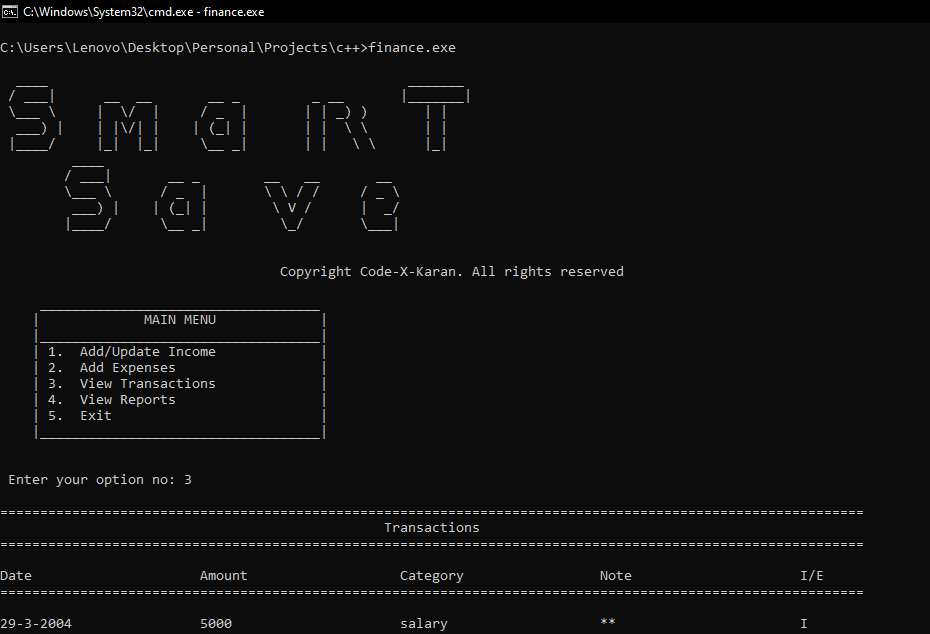 C:\Windows\System32\cmd.exe - finance.exe
C:\Users\Lenovo\Desktop\Personal\Projects\c++>finance.exe
SMaRT
Save
Copyright Code-X-Karan. All rights reserved
MAIN MENU
1. Add/Update Income
2. Add Expenses
3. View Transactions
4. View Reports
5. Exit
Enter your option no: 3
Transactions
Date Amount Category Note I/E
29-3-2004 5000 salary ** I